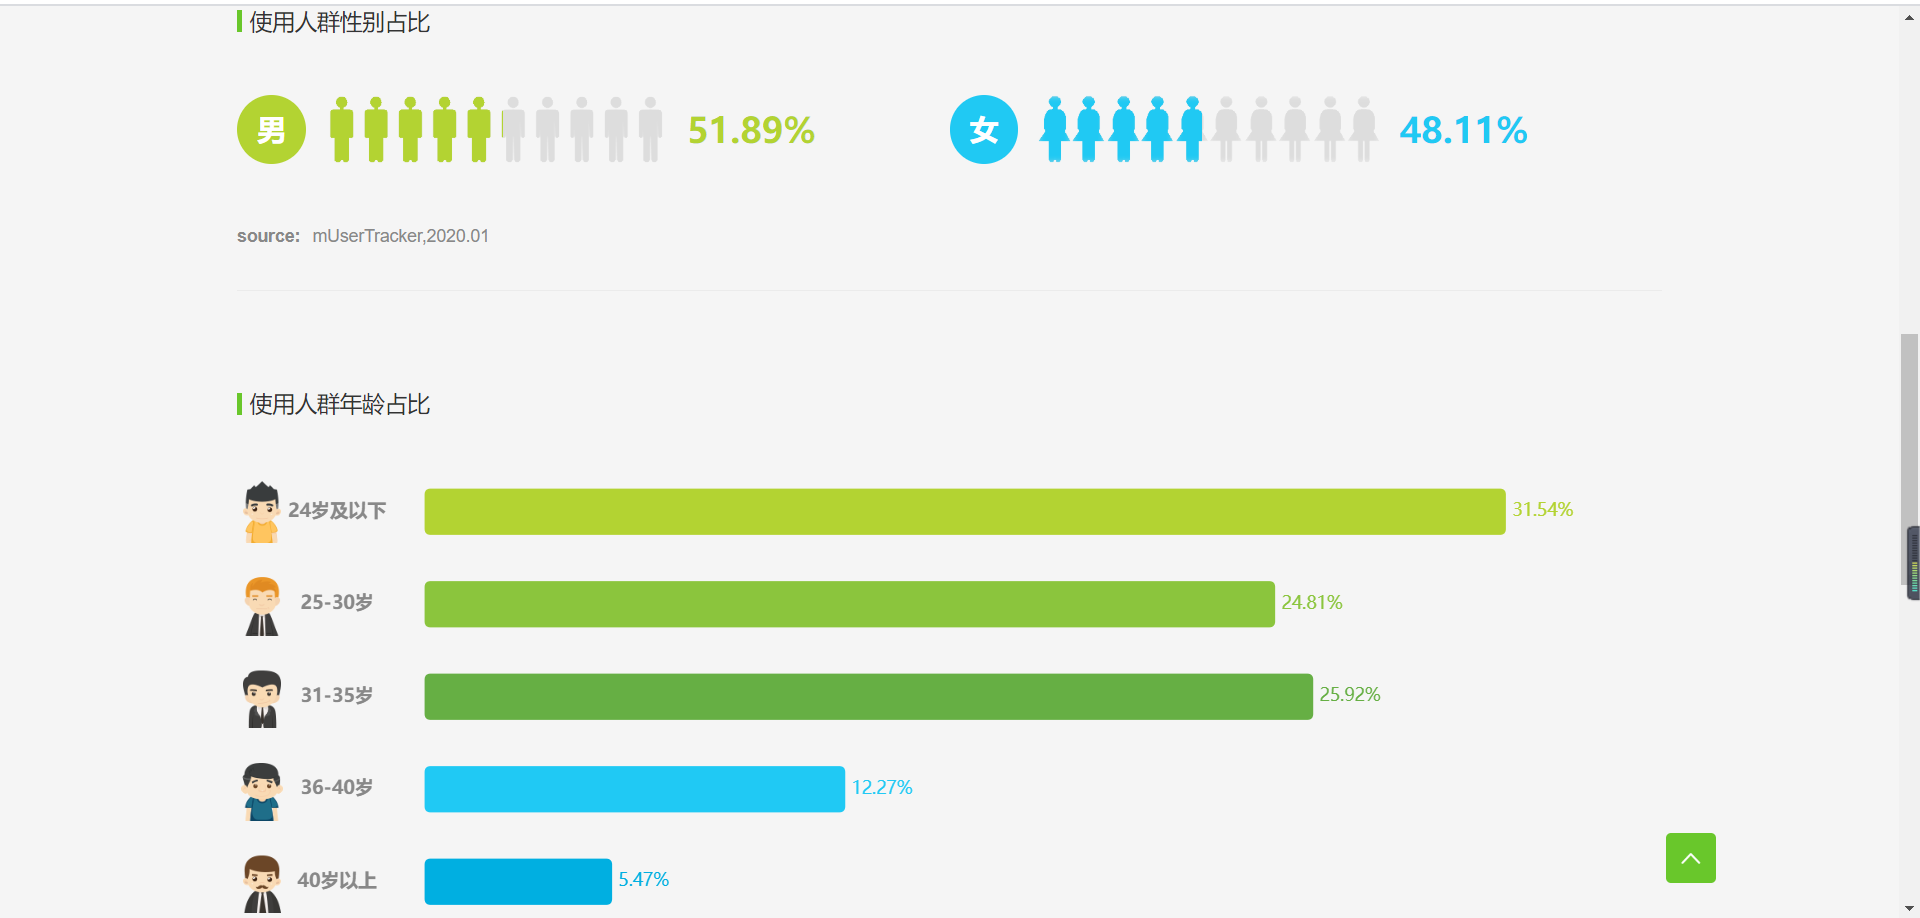 使用人群性别占比
男 51.89% 女 48.11%
source: mUserTracker,2020.01
使用人群年龄占比
24岁及以下 31.54%
25-30岁 24.81%
31-35岁 25.92%
36-40岁 12.27%
40岁以上 5.47%